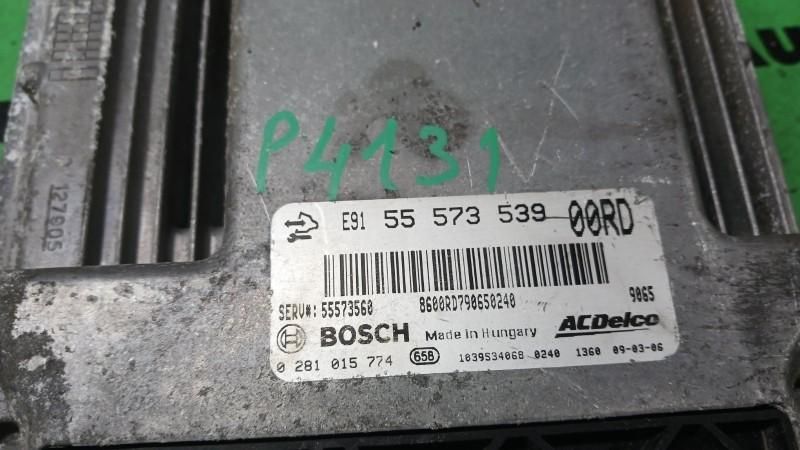 P4131
127905
E91 55 573 539 00RD
SERV#: 55573560 8600RD790650240 9065
BOSCH Made in Hungary ACDelco
0 281 015 774 658 1039S34068 0240 1360 09-03-06